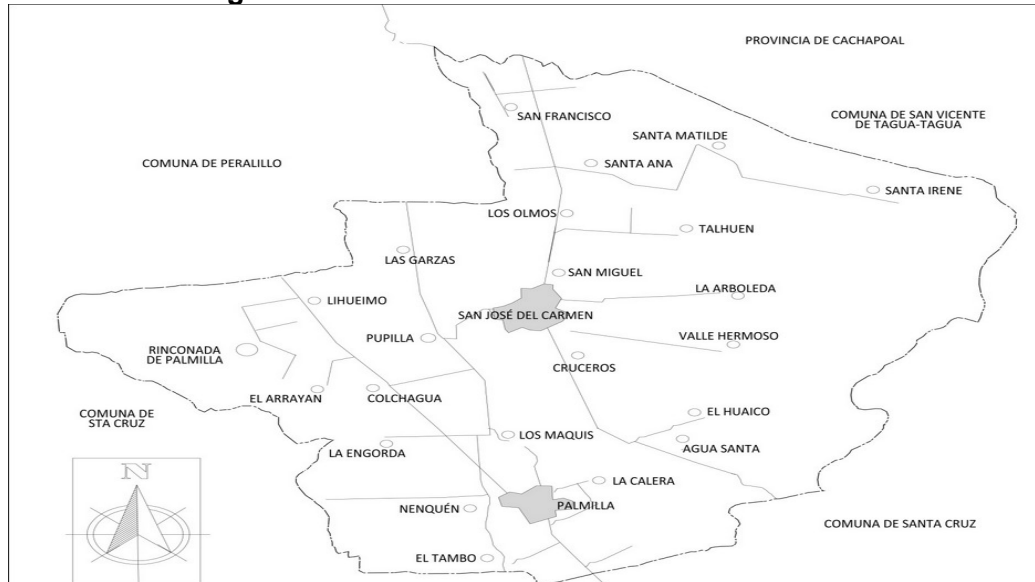 PROVINCIA DE CACHAPOAL
SAN FRANCISCO
COMUNA DE SAN VICENTE
DE TAGUA-TAGUA
SANTA MATILDE
COMUNA DE PERALILLO
SANTA ANA
SANTA IRENE
LOS OLMOS
TALHUEN
LAS GARZAS
SAN MIGUEL
LA ARBOLEDA
LIHUEIMO
SAN JOSÉ DEL CARMEN
PUPILLA
VALLE HERMOSO
RINCONADA
DE PALMILLA
CRUCEROS
EL ARRAYAN
COLCHAGUA
COMUNA DE
STA CRUZ
EL HUAICO
LOS MAQUIS
AGUA SANTA
LA ENGORDA
N
LA CALERA
NENQUÉN
PALMILLA
COMUNA DE SANTA CRUZ
EL TAMBO